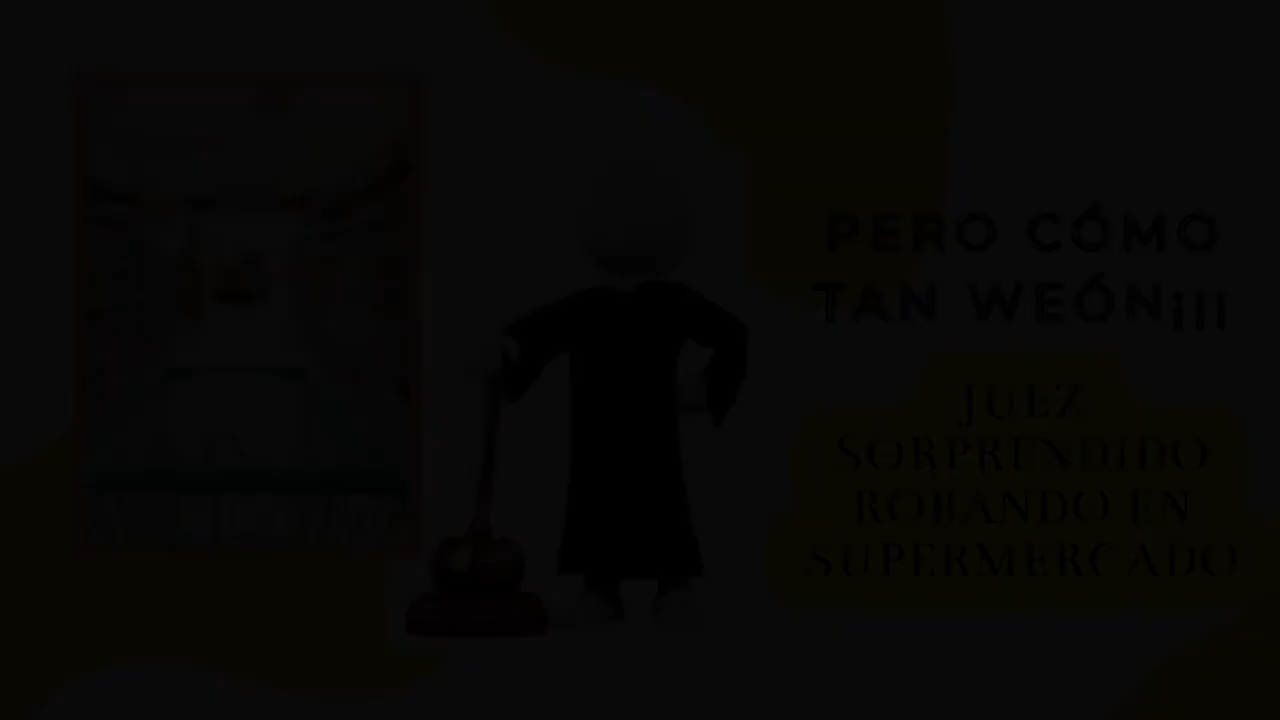 PERO CÓMO
TAN WEÓN¡¡¡
JUEZ
SORPRENDIDO
ROBANDO EN
SUPERMERCADO